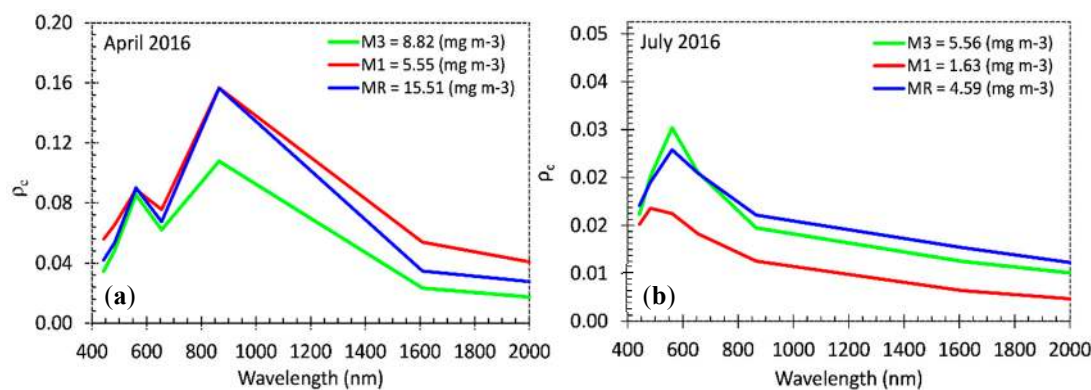 April 2016
M3 = 8.82 (mg m-3)
M1 = 5.55 (mg m-3)
MR = 15.51 (mg m-3)
0.20
0.16
0.12
0.08
0.04
0.00
ρc
(a)
400 600 800 1000 1200 1400 1600 1800 2000
Wavelength (nm)
July 2016
M3 = 5.56 (mg m-3)
M1 = 1.63 (mg m-3)
MR = 4.59 (mg m-3)
0.05
0.05
0.04
0.03
0.02
0.02
0.01
0.00
ρc
(b)
400 600 800 1000 1200 1400 1600 1800 2000
Wavelength (nm)